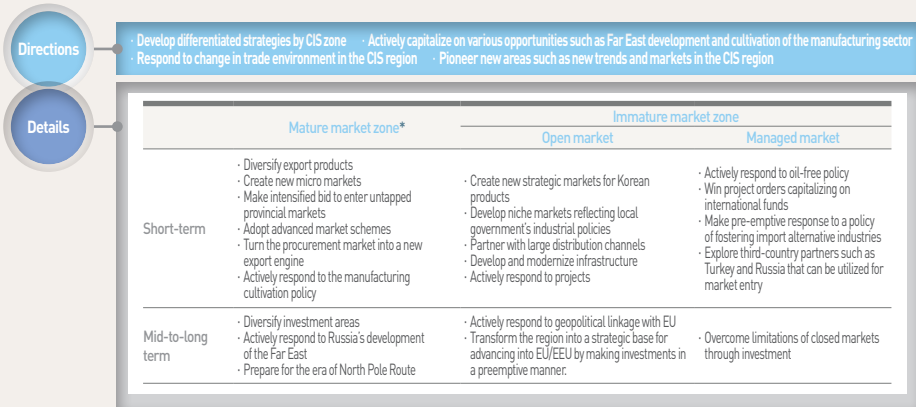 Directions
· Develop differentiated strategies by CIS zone · Actively capitalize on various opportunities such as Far East development and cultivation of the manufacturing sector
· Respond to change in trade environment in the CIS region · Pioneer new areas such as new trends and markets in the CIS region
Details
Mature market zone*
Immature market zone
Open market
Managed market
Short-term
· Diversify export products
· Create new micro markets
· Make intensified bid to enter untapped
provincial markets
· Adopt advanced market schemes
· Turn the procurement market into a new
export engine
· Actively respond to the manufacturing
cultivation policy
· Create new strategic markets for Korean
products
· Develop niche markets reflecting local
government's industrial policies
· Partner with large distribution channels
· Develop and modernize infrastructure
· Actively respond to projects
· Actively respond to oil-free policy
· Win project orders capitalizing on
international funds
· Make pre-emptive response to a policy
of fostering import alternative industries
· Explore third-country partners such as
Turkey and Russia that can be utilized for
market entry
Mid-to-long
term
· Diversify investment areas
· Actively respond to Russia's development
of the Far East
· Prepare for the era of North Pole Route
· Actively respond to geopolitical linkage with EU
· Transform the region into a strategic base for
advancing into EU/EEU by making investments in
a preemptive manner.
· Overcome limitations of closed markets
through investment